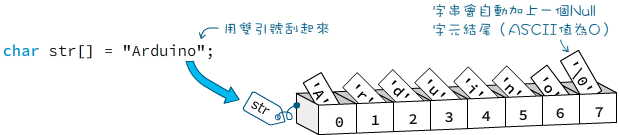 字串會自動加上一個Null
字元結尾（ASCII值為0）
用雙引號刮起來
char str[] = "Arduino";
str
'A' 'r' 'd' 'u' 'i' 'n' 'o' '\0'
0 1 2 3 4 5 6 7